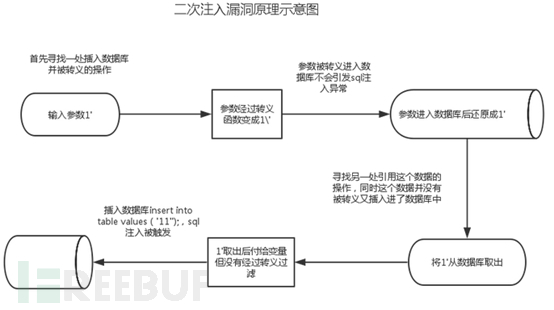 二次注入漏洞原理示意图
首先寻找一处插入数据库
并被转义的操作
输入参数1'
参数经过转义
函数变成1\'
参数被转义进入数
据库不会引发sql注
入异常
参数进入数据库后还原成1'
寻找另一处引用这个数据的
操作，同时这个数据并没有
被转义又插入进了数据库中
将1'从数据库取出
1'取出后付给变量
但没有经过转义过
滤
插入数据库insert into
table values ("11"); , sql
注入被触发
FREEBUF